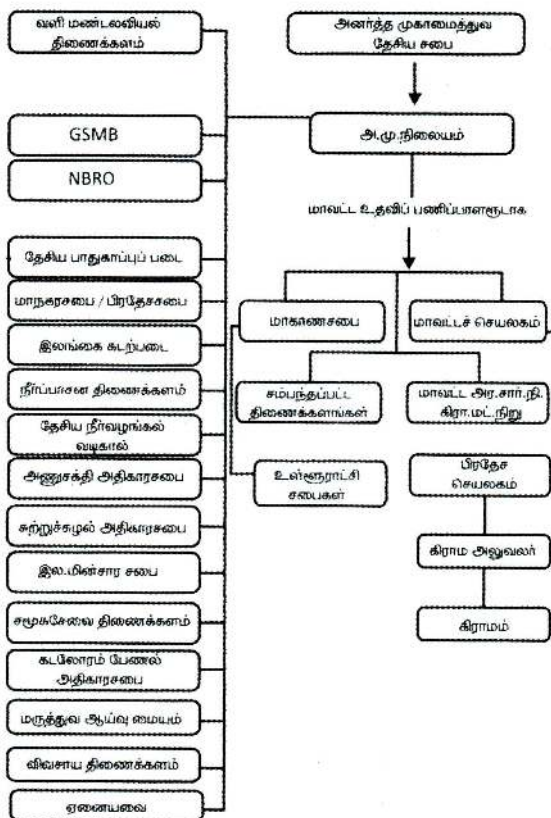 வளி மண்டலவியல்
திணைக்களம்
GSMB
NBRO
தேசிய பாதுகாப்புப் படை
மாநகரசபை / பிரதேசசபை
இலங்கை கடற்படை
நீர்ப்பாசன திணைக்களம்
தேசிய நீர்வழங்கல்
வடிகால்
அணுசக்தி அதிகாரசபை
சுற்றுச்சுழல் அதிகாரசபை
இல.மின்சார சபை
சமூகசேவை திணைக்களம்
கடலோரம் பேணல்
அதிகாரசபை
மருத்துவ ஆய்வு மையம்
விவசாய திணைக்களம்
ஏனையவை
அனர்த்த முகாமைத்துவ
தேசிய சபை
அ.மு.நிலையம்
மாவட்ட உதவிப் பணிப்பாளரூடாக
மாகாணசபை
மாவட்டச் செயலகம்
சம்பந்தப்பட்ட
திணைக்களங்கள்
மாவட்ட அர.சார்.நி.
கிரா.மட்.நிறு
உள்ளூராட்சி
சபைகள்
பிரதேச
செயலகம்
கிராம அலுவலர்
கிராமம்